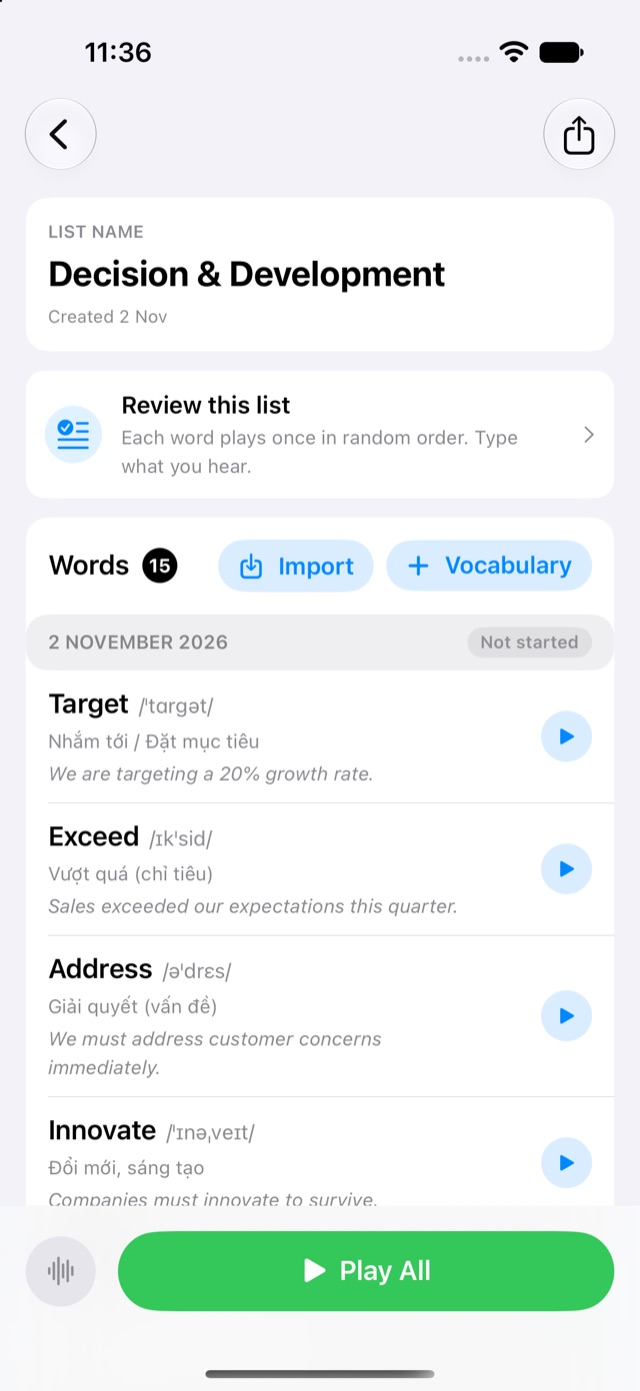 11:36
LIST NAME
Decision & Development
Created 2 Nov
Review this list
Each word plays once in random order. Type
what you hear.
Words 15 Import + Vocabulary
2 NOVEMBER 2026 Not started
Target /ˈtɑrɡət/
Nhắm tới / Đặt mục tiêu
We are targeting a 20% growth rate.
Exceed /ɪkˈsid/
Vượt quá (chỉ tiêu)
Sales exceeded our expectations this quarter.
Address /əˈdrɛs/
Giải quyết (vấn đề)
We must address customer concerns
immediately.
Innovate /ˈɪnəˌveɪt/
Đổi mới, sáng tạo
Companies must innovate to survive.
Play All